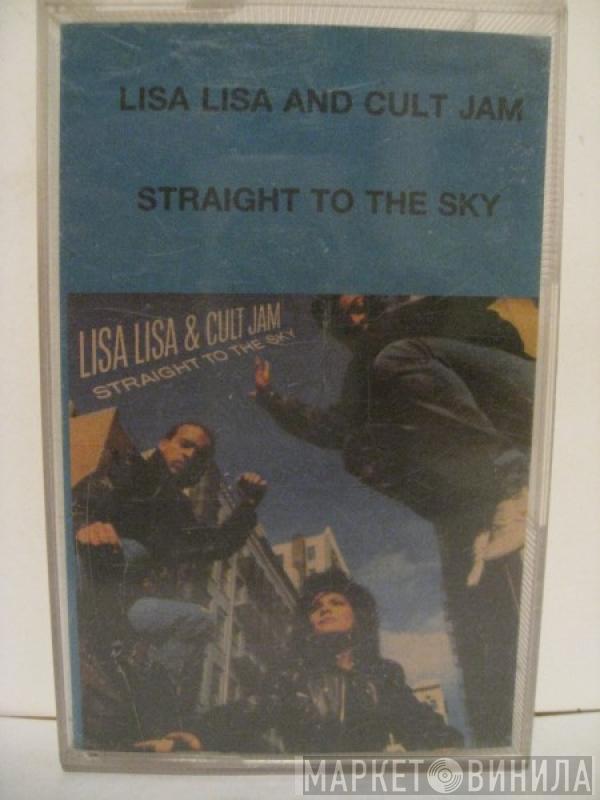 LISA LISA AND CULT JAM
STRAIGHT TO THE SKY
LISA LISA & CULT JAM
STRAIGHT TO THE SKY
МАРКЕТ ВИНИЛА